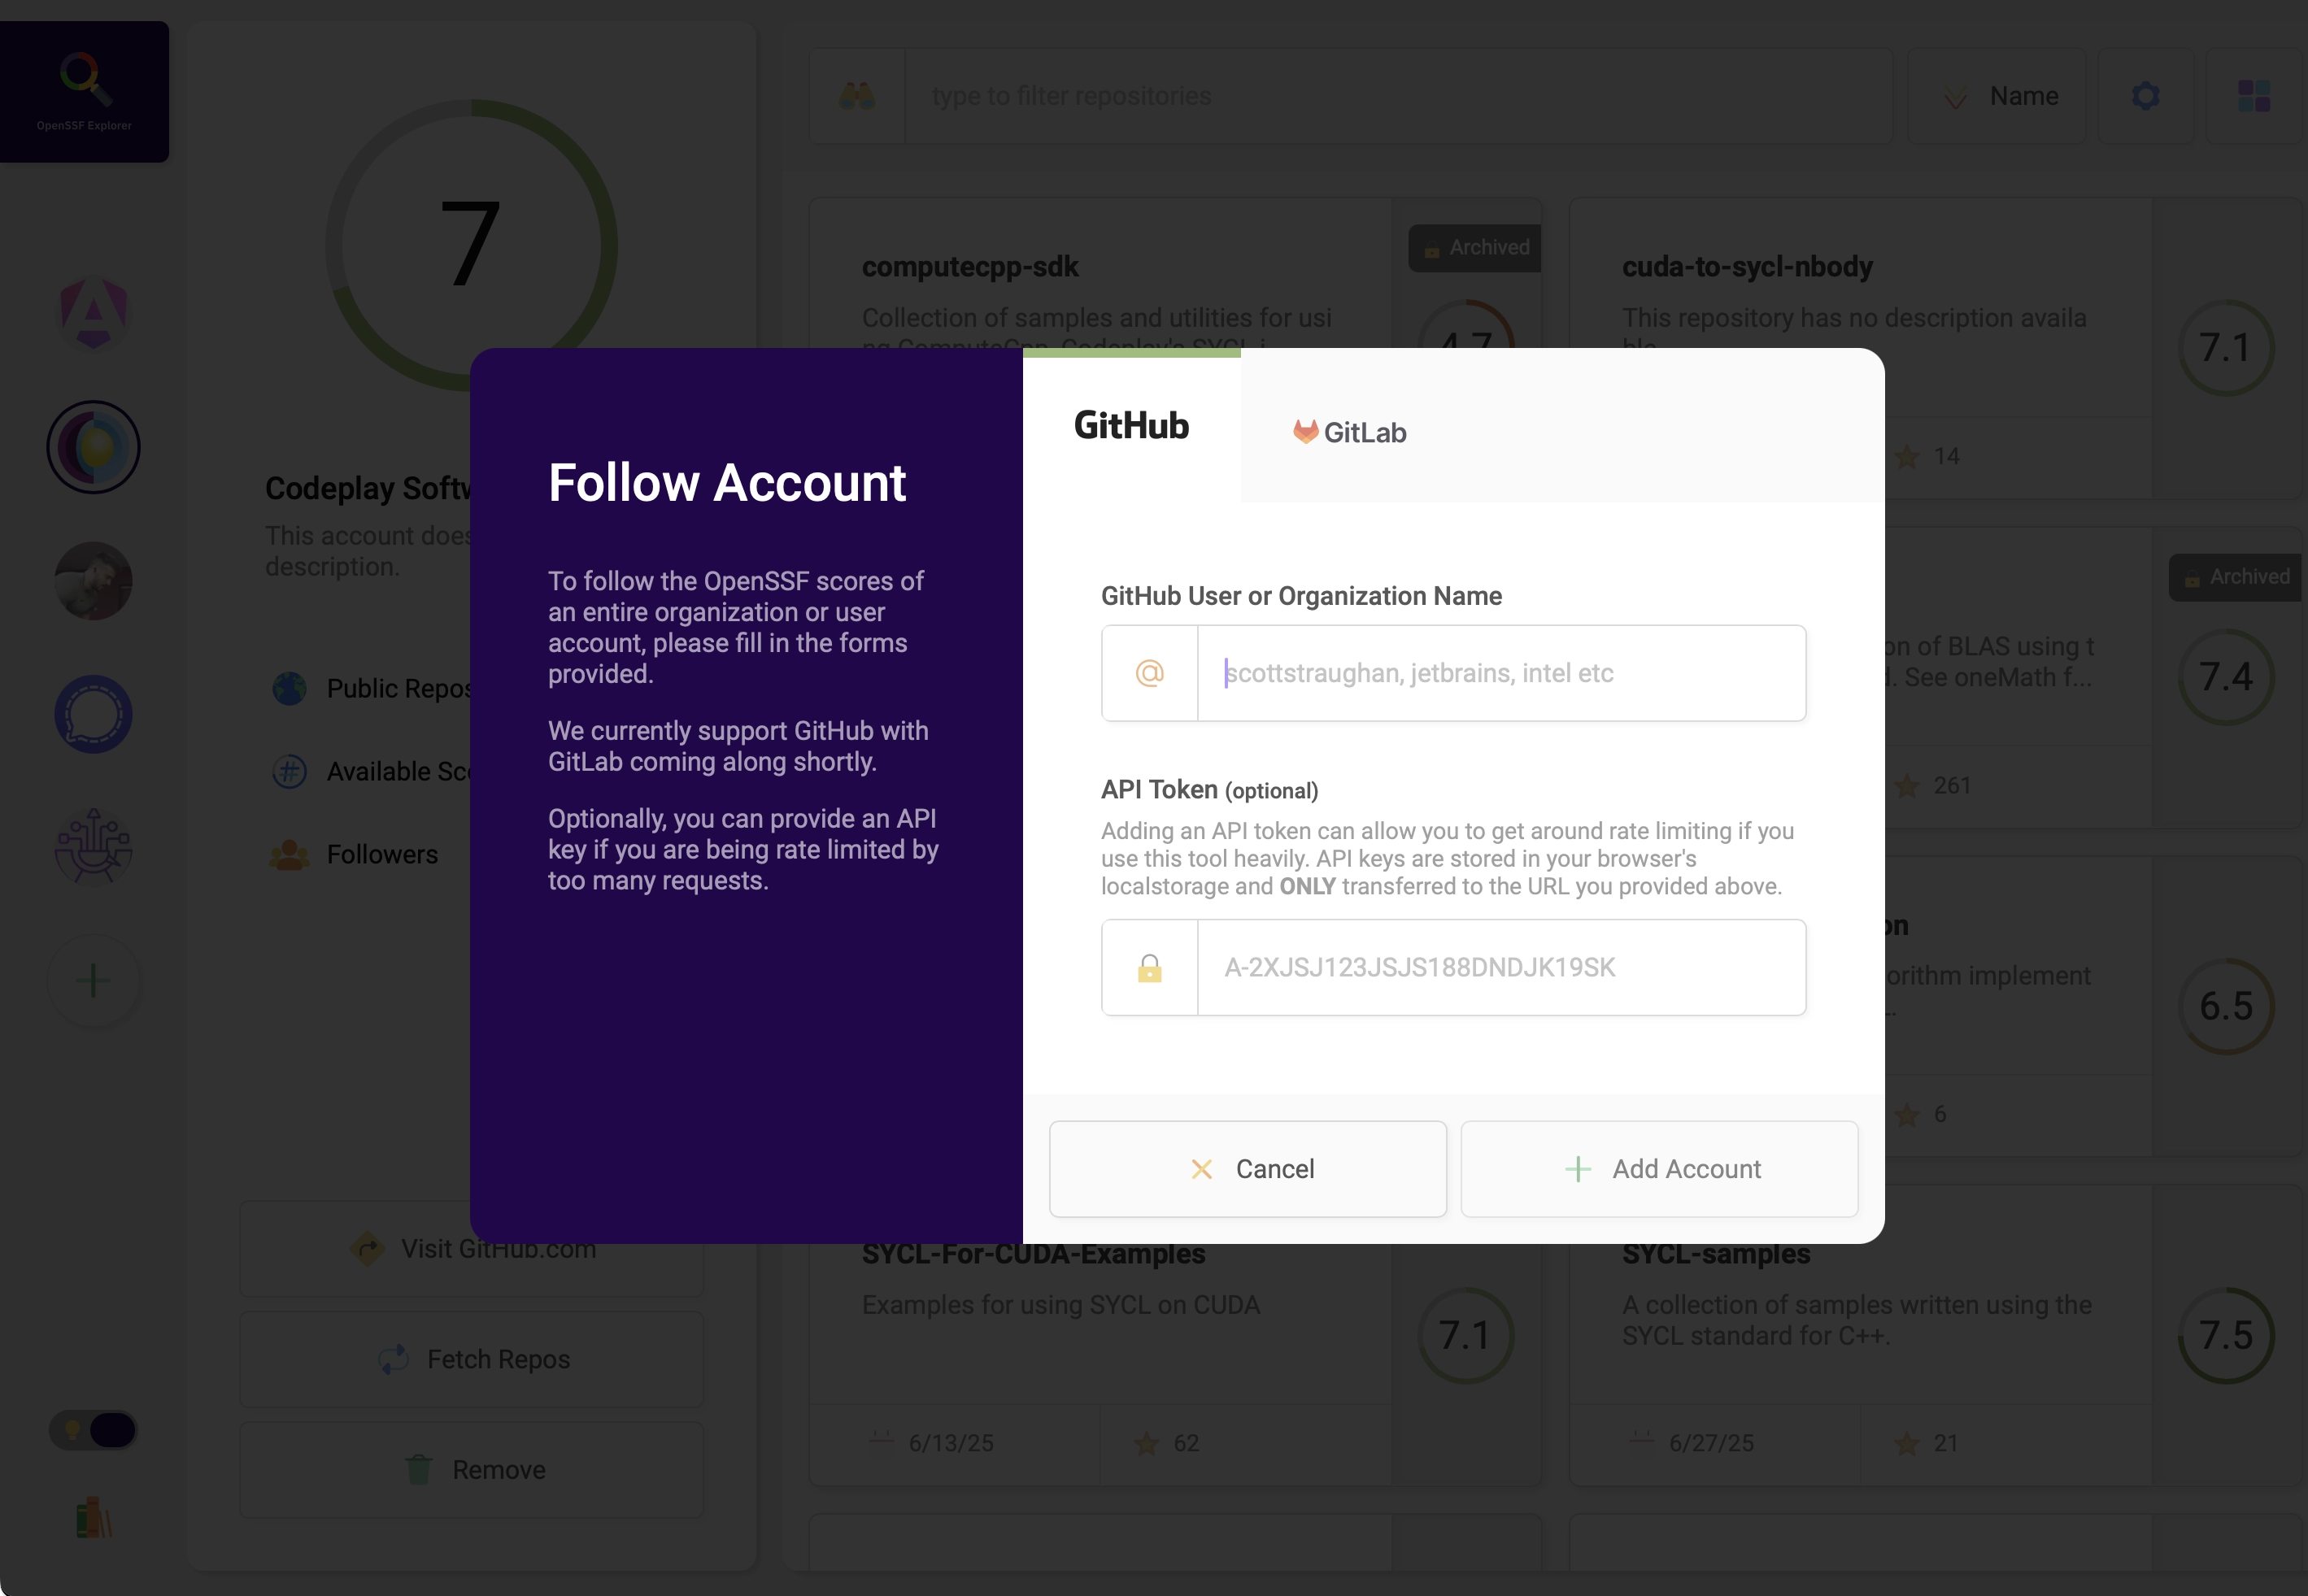 OpenSSF Explorer
7
Codeplay Softw
This account does
description.
Public Repos
Available Sco
Followers
Visit GitHub.com
Fetch Repos
Remove
type to filter repositories
Name
computecpp-sdk
Collection of samples and utilities for usi
ng ComputeCpp, Codeplay's SYCL i
Archived
4.7
cuda-to-sycl-nbody
This repository has no description availa
ble.
7.1
14
Archived
on of BLAS using t
d. See oneMath f...
7.4
261
on
orithm implement
6.5
6
SYCL-For-CUDA-Examples
Examples for using SYCL on CUDA
7.1
6/13/25
62
SYCL-samples
A collection of samples written using the
SYCL standard for C++.
7.5
6/27/25
21
Follow Account
To follow the OpenSSF scores of
an entire organization or user
account, please fill in the forms
provided.
We currently support GitHub with
GitLab coming along shortly.
Optionally, you can provide an API
key if you are being rate limited by
too many requests.
GitHub
GitLab
GitHub User or Organization Name
@
scottstraughan, jetbrains, intel etc
API Token (optional)
Adding an API token can allow you to get around rate limiting if you
use this tool heavily. API keys are stored in your browser's
localstorage and ONLY transferred to the URL you provided above.
A-2XJSJ123JSJS188DNDJK19SK
Cancel
Add Account